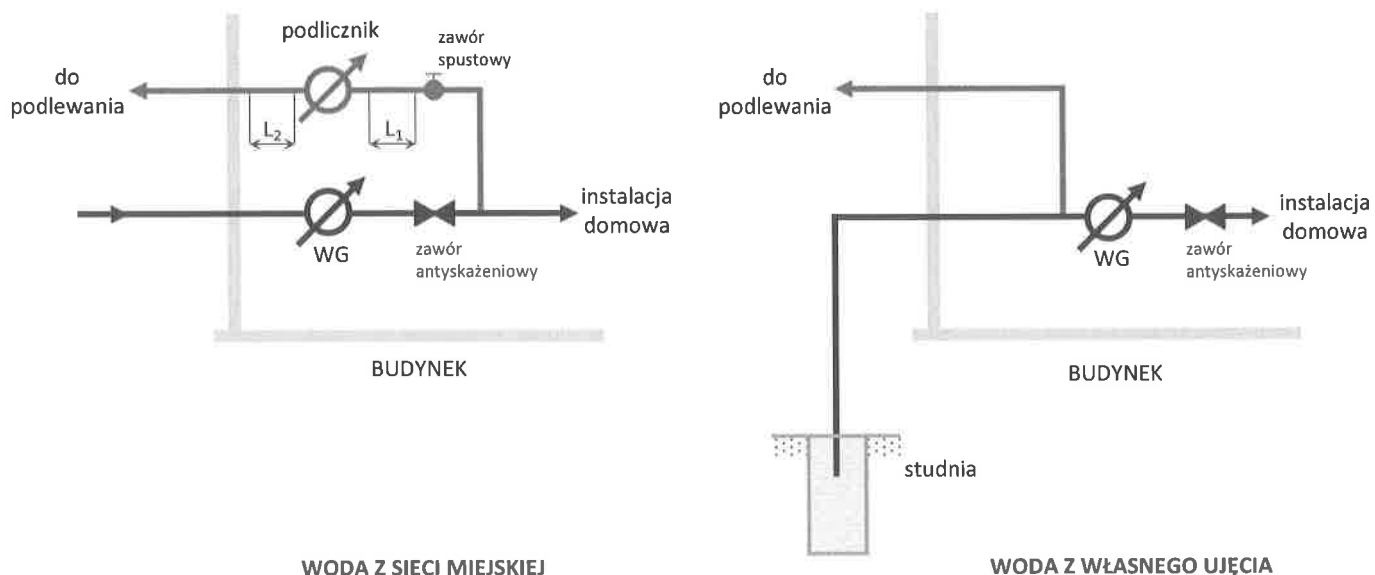 podlicznik
zawór
spustowy
do
podlewania
L2
L1
instalacja
domowa
WG
zawór
antyskażeniowy
BUDYNEK
WODA Z SIECI MIEJSKIEJ
do
podlewania
instalacja
domowa
WG
zawór
antyskażeniowy
BUDYNEK
studnia
WODA Z WŁASNEGO UJĘCIA